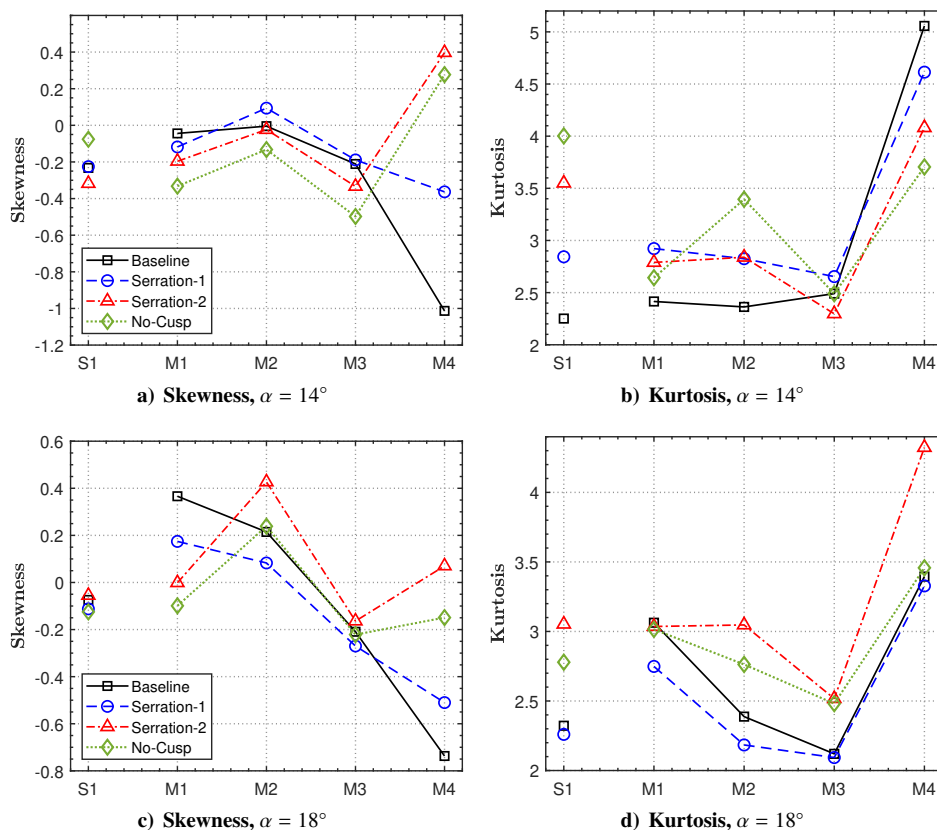 0.4
0.2
0
-0.2
-0.4
-0.6
-0.8
-1
-1.2
Skewness
Baseline
Serration-1
Serration-2
No-Cusp
S1 M1 M2 M3 M4
a) Skewness, α = 14°
5
4.5
4
3.5
3
2.5
2
Kurtosis
S1 M1 M2 M3 M4
b) Kurtosis, α = 14°
0.6
0.4
0.2
0
-0.2
-0.4
-0.6
-0.8
Skewness
Baseline
Serration-1
Serration-2
No-Cusp
S1 M1 M2 M3 M4
c) Skewness, α = 18°
4
3.5
3
2.5
2
Kurtosis
S1 M1 M2 M3 M4
d) Kurtosis, α = 18°